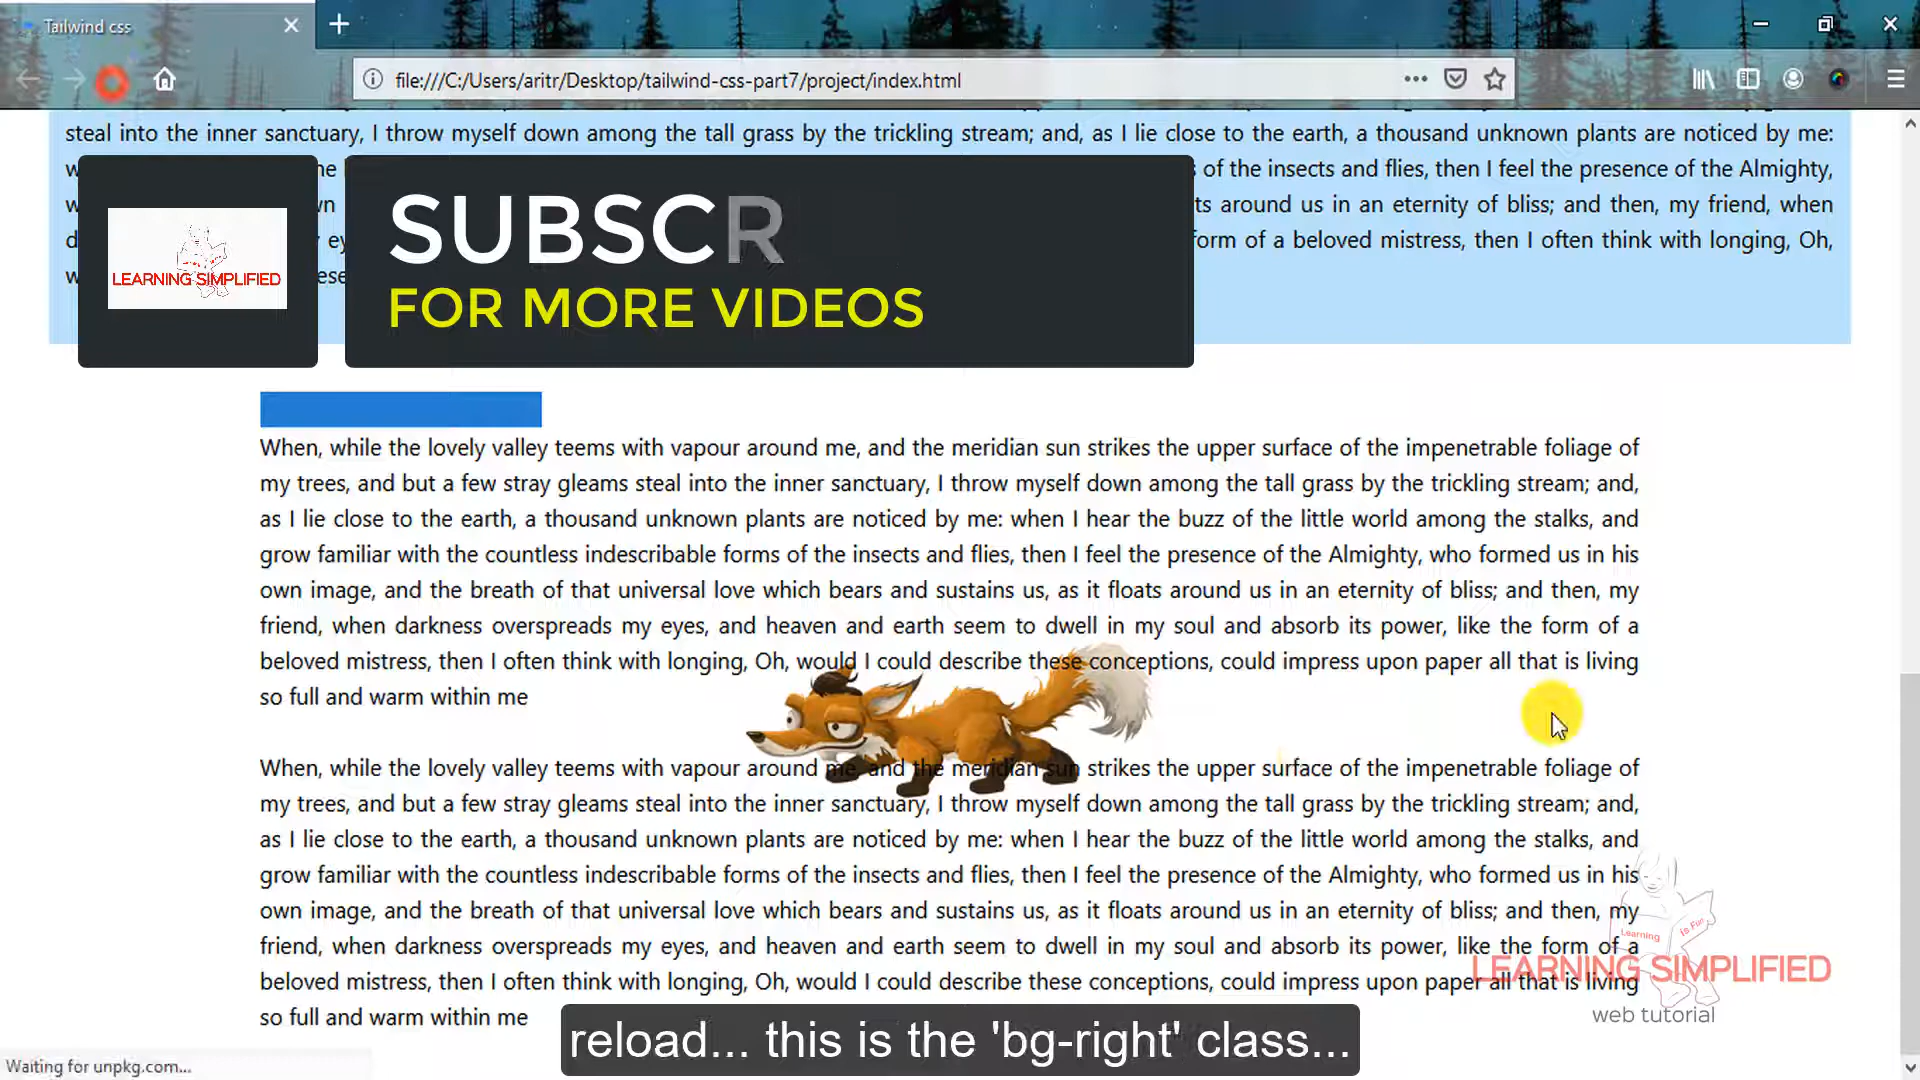 Tailwind css
file:///C:/Users/aritr/Desktop/tailwind-css-part7/project/index.html
steal into the inner sanctuary, I throw myself down among the tall grass by the trickling stream; and, as I lie close to the earth, a thousand unknown plants are noticed by me:
of the insects and flies, then I feel the presence of the Almighty,
around us in an eternity of bliss; and then, my friend, when
of a beloved mistress, then I often think with longing, Oh,
LEARNING SIMPLIFIED
SUBSCR
FOR MORE VIDEOS
When, while the lovely valley teems with vapour around me, and the meridian sun strikes the upper surface of the impenetrable foliage of
my trees, and but a few stray gleams steal into the inner sanctuary, I throw myself down among the tall grass by the trickling stream; and,
as I lie close to the earth, a thousand unknown plants are noticed by me: when I hear the buzz of the little world among the stalks, and
grow familiar with the countless indescribable forms of the insects and flies, then I feel the presence of the Almighty, who formed us in his
own image, and the breath of that universal love which bears and sustains us, as it floats around us in an eternity of bliss; and then, my
friend, when darkness overspreads my eyes, and heaven and earth seem to dwell in my soul and absorb its power, like the form of a
beloved mistress, then I often think with longing, Oh, would I could describe these conceptions, could impress upon paper all that is living
so full and warm within me
When, while the lovely valley teems with vapour around me, and the meridian sun strikes the upper surface of the impenetrable foliage of
my trees, and but a few stray gleams steal into the inner sanctuary, I throw myself down among the tall grass by the trickling stream; and,
as I lie close to the earth, a thousand unknown plants are noticed by me: when I hear the buzz of the little world among the stalks, and
grow familiar with the countless indescribable forms of the insects and flies, then I feel the presence of the Almighty, who formed us in his
own image, and the breath of that universal love which bears and sustains us, as it floats around us in an eternity of bliss; and then, my
friend, when darkness overspreads my eyes, and heaven and earth seem to dwell in my soul and absorb its power, like the form of a
beloved mistress, then I often think with longing, Oh, would I could describe these conceptions, could impress upon paper all that is living
so full and warm within me
Learning is Fun
LEARNING SIMPLIFIED
web tutorial
reload... this is the 'bg-right' class...
Waiting for unpkg.com...